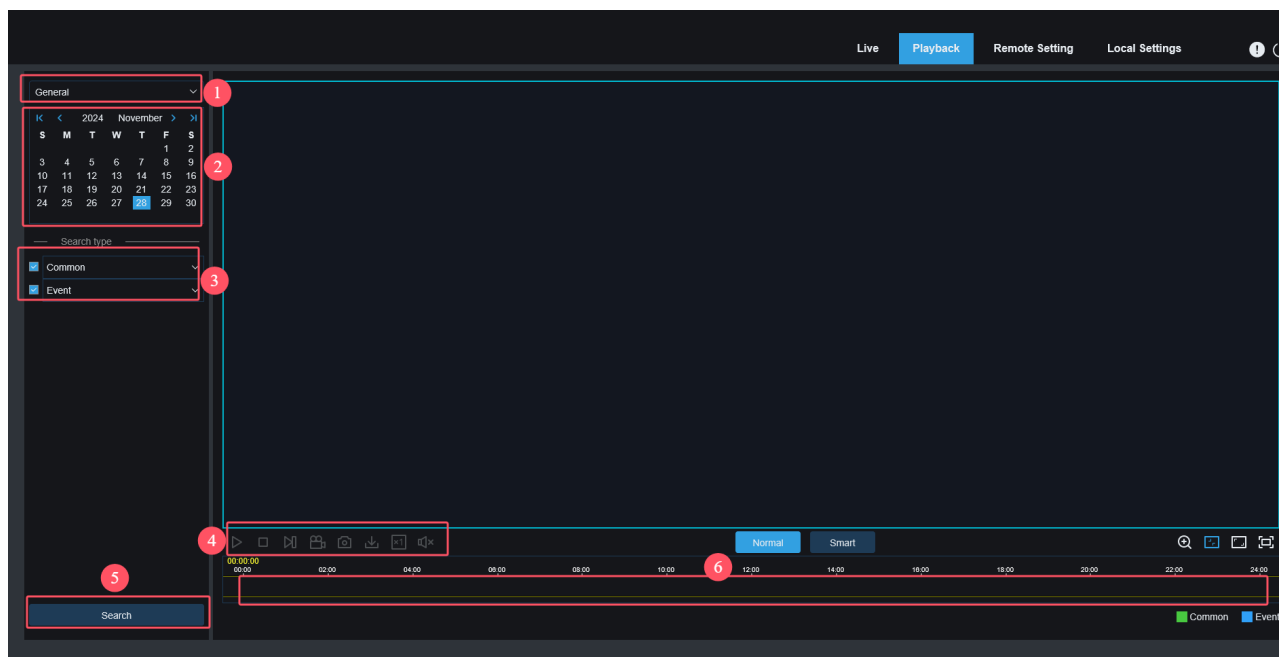 Live Playback Remote Setting Local Settings
General
1
2024 November
S M T W T F S
1 2
3 4 5 6 7 8 9
10 11 12 13 14 15 16
17 18 19 20 21 22 23
24 25 26 27 28 29 30
2
Search type
Common
3
Event
4
×1
Normal Smart
00:00:00
00:00 02:00 04:00 06:00 08:00 10:00 12:00 14:00 16:00 18:00 20:00 22:00 24:00
6
5
Search
Common Event